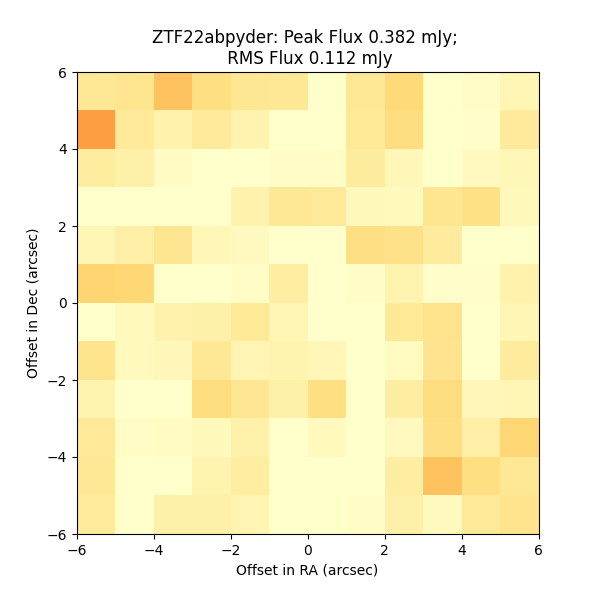 ZTF22abpyder: Peak Flux 0.382 mJy;
RMS Flux 0.112 mJy
6
4
2
0
−2
−4
−6
Offset in Dec (arcsec)
−6 −4 −2 0 2 4 6
Offset in RA (arcsec)